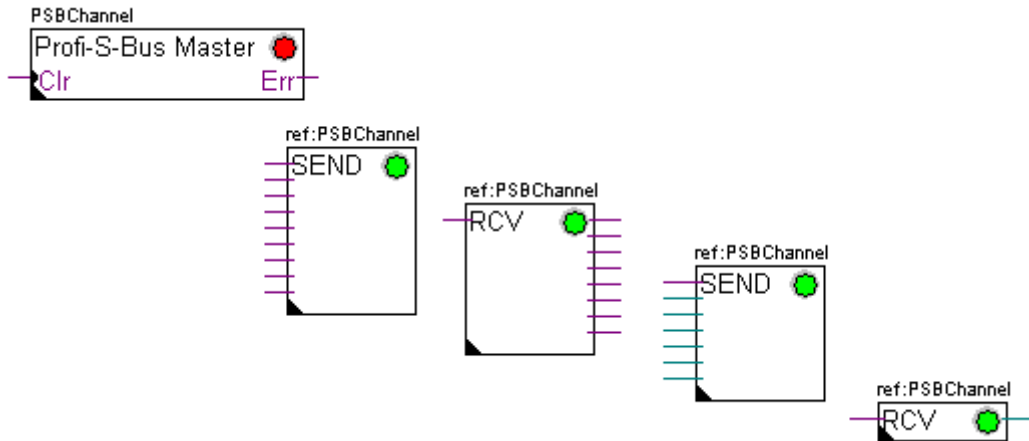 PSBChannel
Profi-S-Bus Master
Clr Err
ref:PSBChannel
SEND
ref:PSBChannel
RCV
ref:PSBChannel
SEND
ref:PSBChannel
RCV